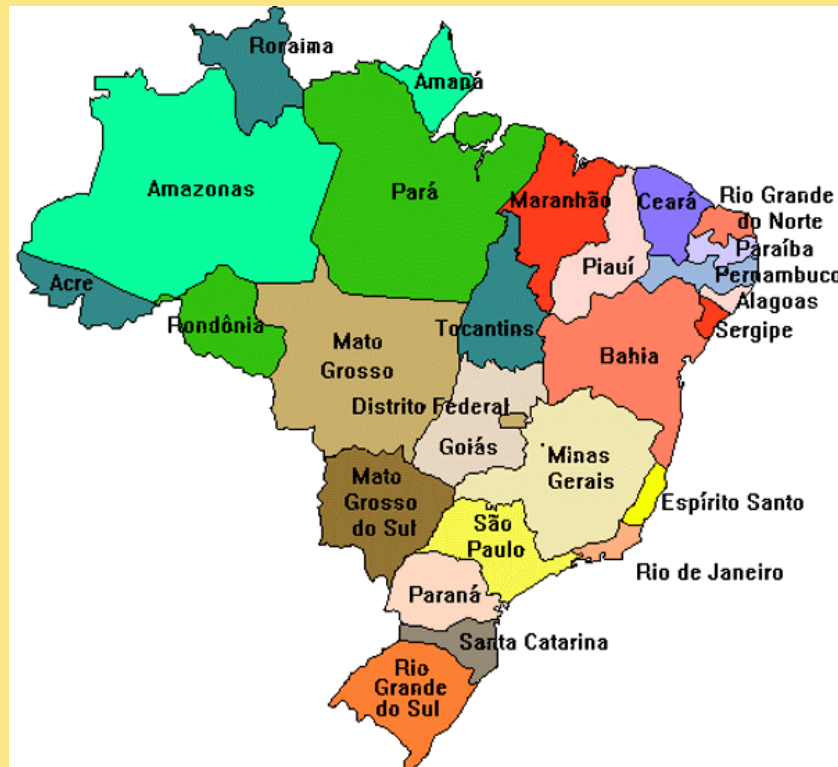 Roraima
Amapá
Amazonas
Pará
Maranhão
Ceará
Rio Grande
do Norte
Paraíba
Piauí
Pernambuco
Acre
Alagoas
Rondônia
Tocantins
Sergipe
Mato
Grosso
Bahia
Distrito Federal
Goiás
Minas
Gerais
Mato
Grosso
do Sul
Espírito Santo
São
Paulo
Rio de Janeiro
Paraná
Santa Catarina
Rio
Grande
do Sul